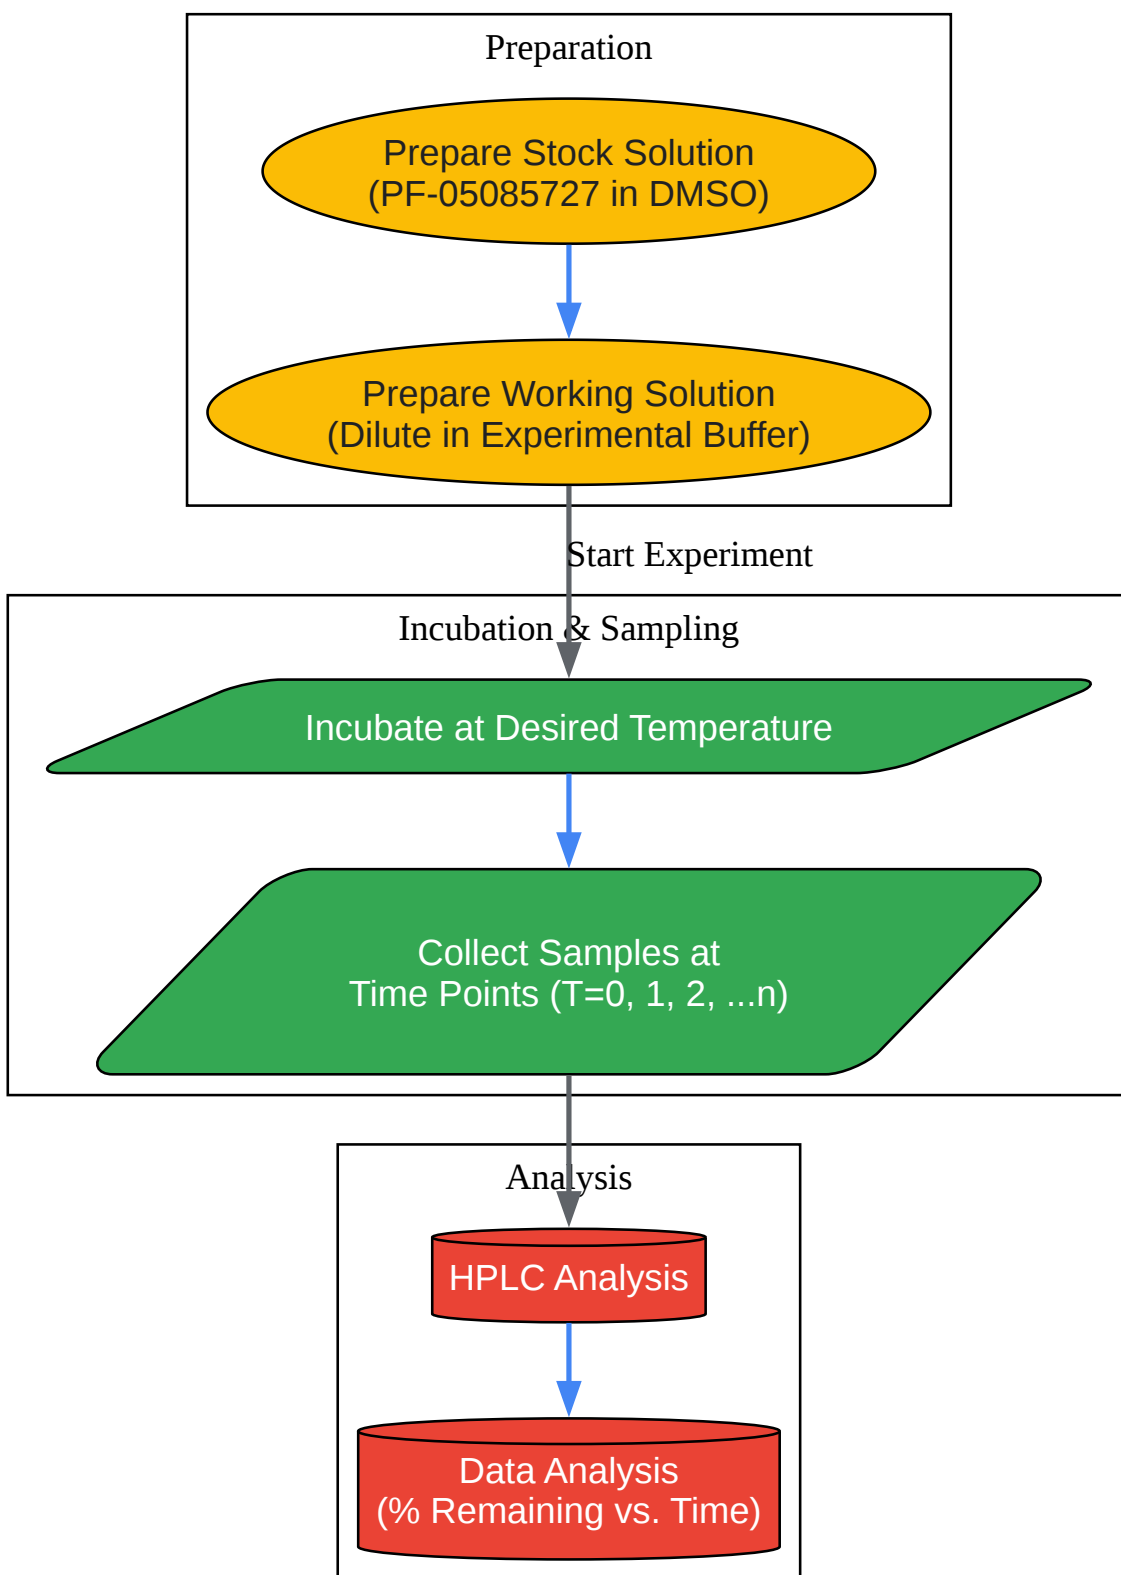 Preparation
Prepare Stock Solution
(PF-05085727 in DMSO)
Prepare Working Solution
(Dilute in Experimental Buffer)
Start Experiment
Incubation & Sampling
Incubate at Desired Temperature
Collect Samples at
Time Points (T=0, 1, 2, ...n)
Analysis
HPLC Analysis
Data Analysis
(% Remaining vs. Time)